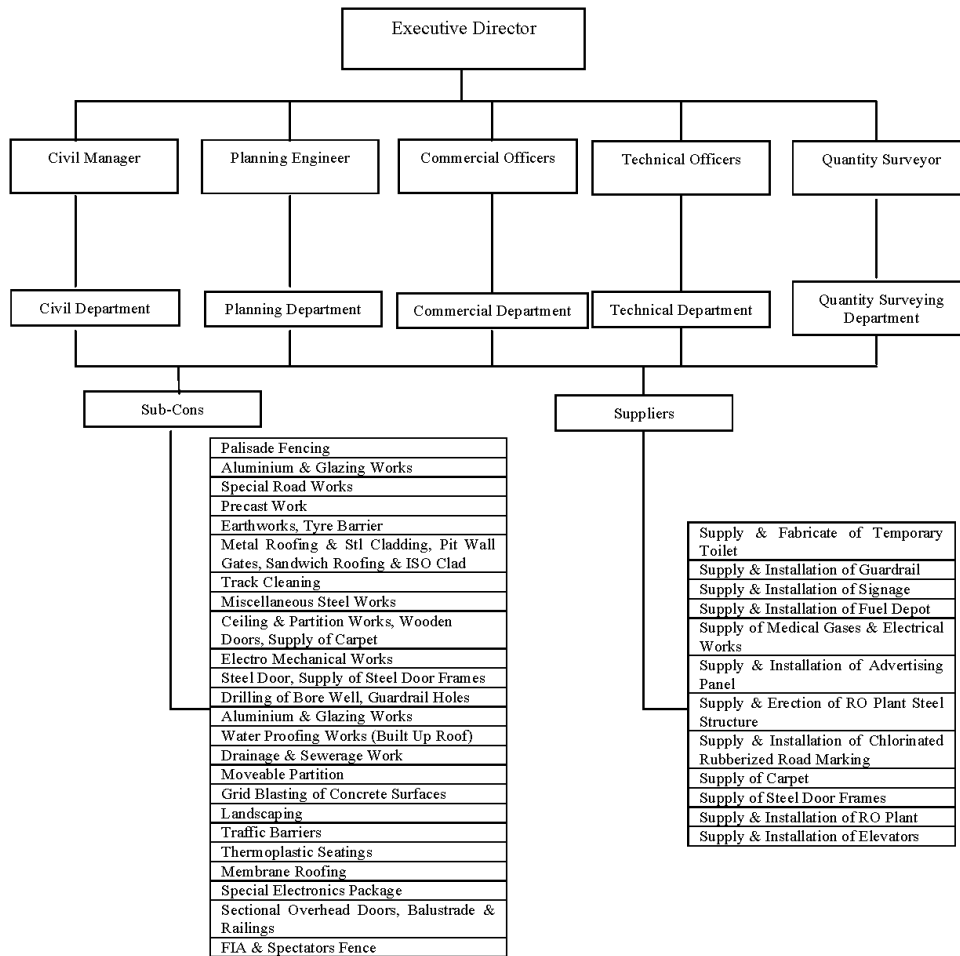 Executive Director
Civil Manager
Planning Engineer
Commercial Officers
Technical Officers
Quantity Surveyor
Civil Department
Planning Department
Commercial Department
Technical Department
Quantity Surveying
Department
Sub-Cons
Suppliers
Palisade Fencing
Aluminium & Glazing Works
Special Road Works
Precast Work
Earthworks, Tyre Barrier
Metal Roofing & Stl Cladding, Pit Wall
Gates, Sandwich Roofing & ISO Clad
Track Cleaning
Miscellaneous Steel Works
Ceiling & Partition Works, Wooden
Doors, Supply of Carpet
Electro Mechanical Works
Steel Door, Supply of Steel Door Frames
Drilling of Bore Well, Guardrail Holes
Aluminium & Glazing Works
Water Proofing Works (Built Up Roof)
Drainage & Sewerage Work
Moveable Partition
Grid Blasting of Concrete Surfaces
Landscaping
Traffic Barriers
Thermoplastic Seatings
Membrane Roofing
Special Electronics Package
Sectional Overhead Doors, Balustrade &
Railings
FIA & Spectators Fence
Supply & Fabricate of Temporary
Toilet
Supply & Installation of Guardrail
Supply & Installation of Signage
Supply & Installation of Fuel Depot
Supply of Medical Gases & Electrical
Works
Supply & Installation of Advertising
Panel
Supply & Erection of RO Plant Steel
Structure
Supply & Installation of Chlorinated
Rubberized Road Marking
Supply of Carpet
Supply of Steel Door Frames
Supply & Installation of RO Plant
Supply & Installation of Elevators